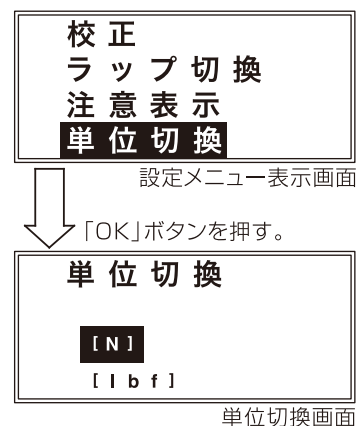 校正
ラップ切換
注意表示
単位切換
設定メニュー表示画面
「OK」ボタンを押す。
単位切換
[N]
[lbf]
単位切換画面